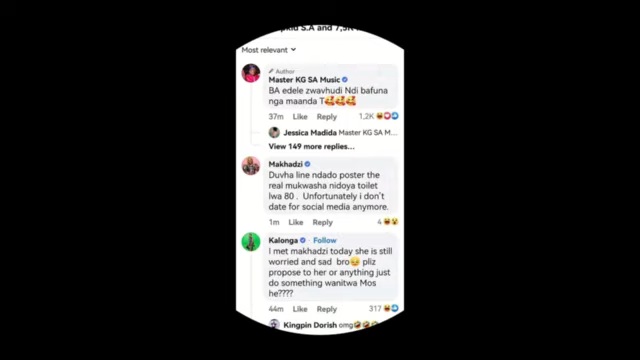 S.A and 7,9K
Most relevant
Author
Master KG SA Music
BA edele zwavhudi Ndi bafuna
nga maanda T🥰🥰🥰
37m Like Reply 1,2K
Jessica Madida Master KG SA M...
View 149 more replies...
Makhadzi
Duvha line ndado poster the
real mukwasha nidoya toilet
lwa 80 . Unfortunately i don't
date for social media anymore.
1m Like Reply 4
Kalonga · Follow
I met makhadzi today she is still
worried and sad bro😞 pliz
propose to her or anything just
do something wanitwa Mos
he????
44m Like Reply 317
Kingpin Dorish omg🤣🤣🤣